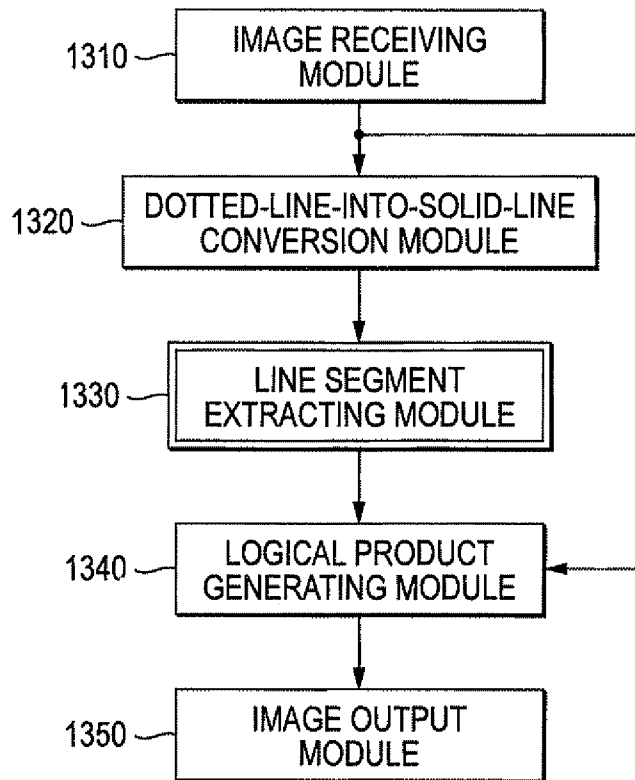 1310
IMAGE RECEIVING
MODULE
1320
DOTTED-LINE-INTO-SOLID-LINE
CONVERSION MODULE
1330
LINE SEGMENT
EXTRACTING MODULE
1340
LOGICAL PRODUCT
GENERATING MODULE
1350
IMAGE OUTPUT
MODULE